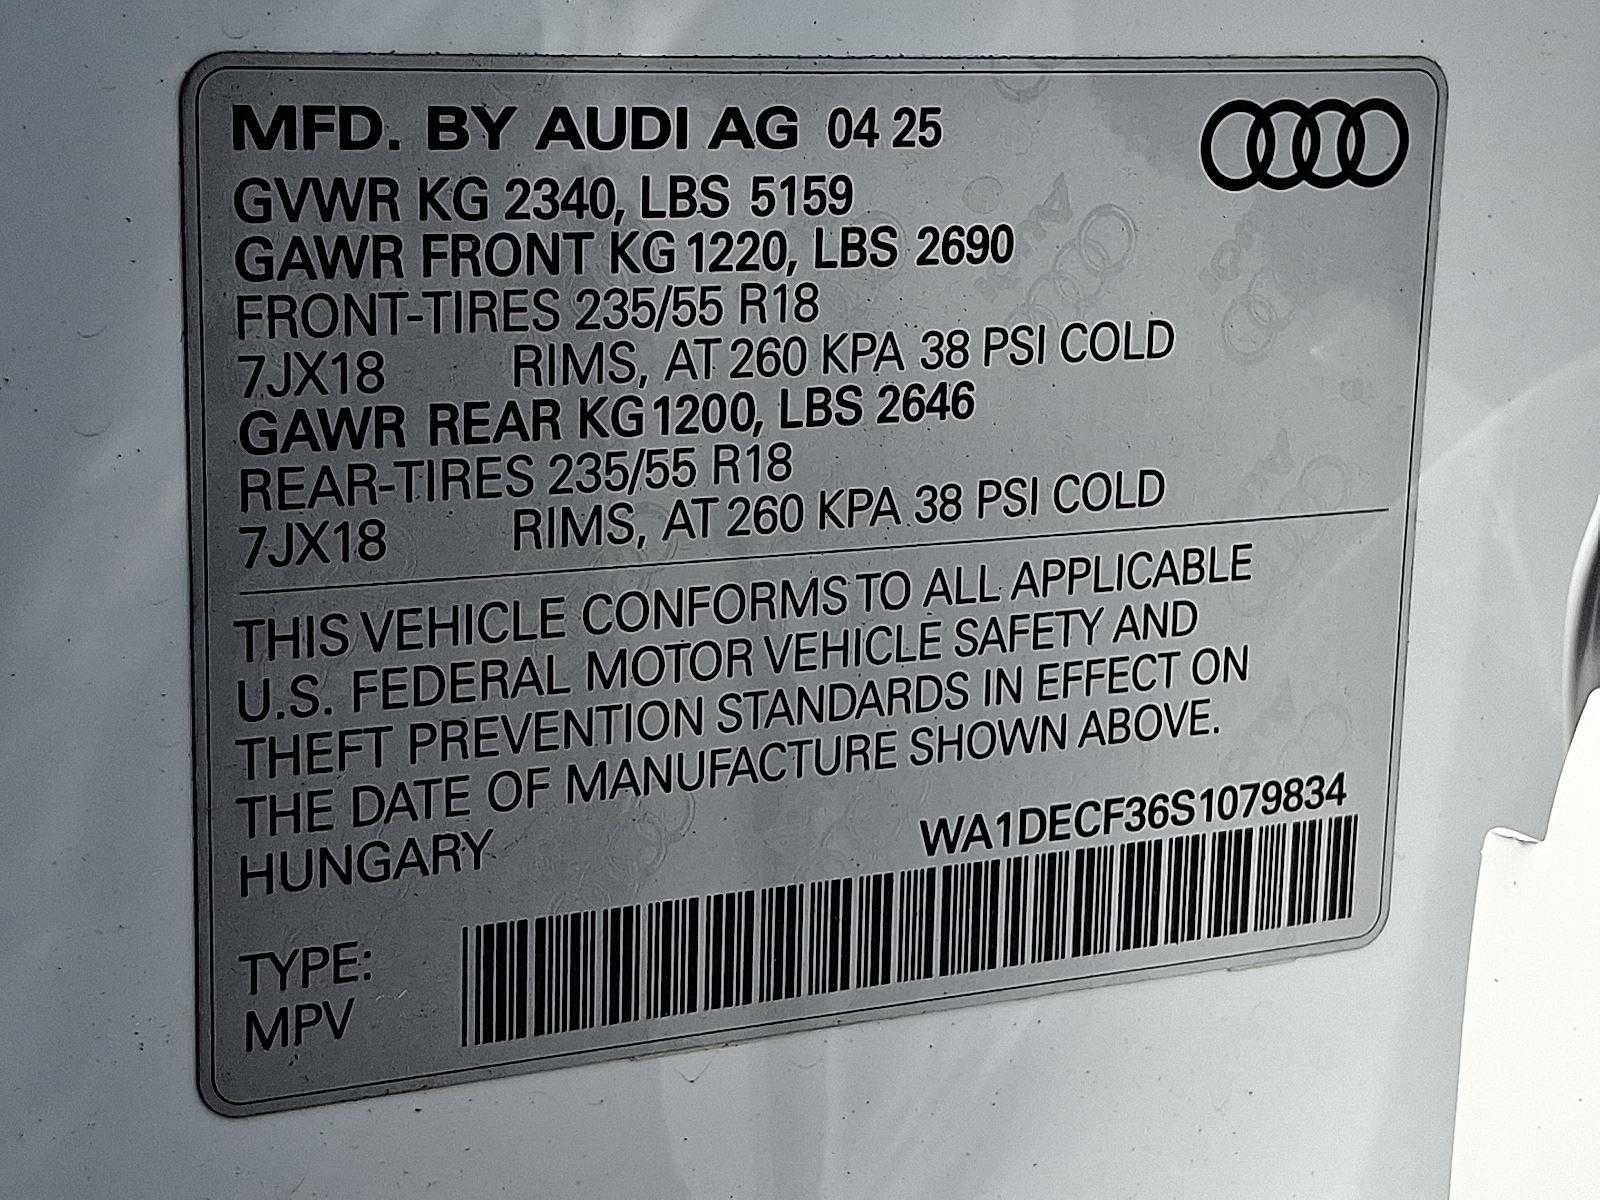 MFD. BY AUDI AG 04 25
GVWR KG 2340, LBS 5159
GAWR FRONT KG 1220, LBS 2690
FRONT-TIRES 235/55 R18
7JX18 RIMS, AT 260 KPA 38 PSI COLD
GAWR REAR KG 1200, LBS 2646
REAR-TIRES 235/55 R18
7JX18 RIMS, AT 260 KPA 38 PSI COLD
THIS VEHICLE CONFORMS TO ALL APPLICABLE
U.S. FEDERAL MOTOR VEHICLE SAFETY AND
THEFT PREVENTION STANDARDS IN EFFECT ON
THE DATE OF MANUFACTURE SHOWN ABOVE.
HUNGARY
WA1DECF36S1079834
TYPE:
MPV